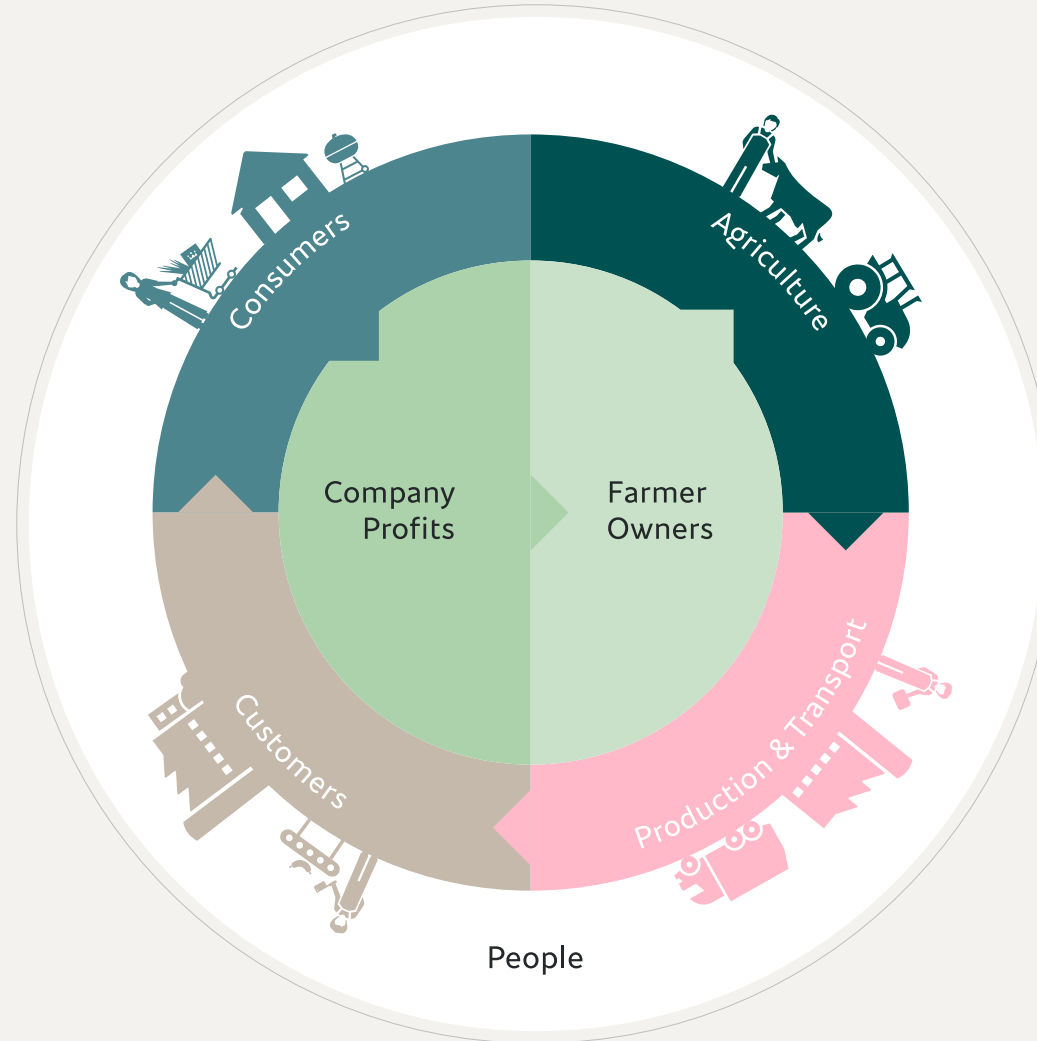 Consumers
Agriculture
Company
Profits
Farmer
Owners
Customers
Production & Transport
People